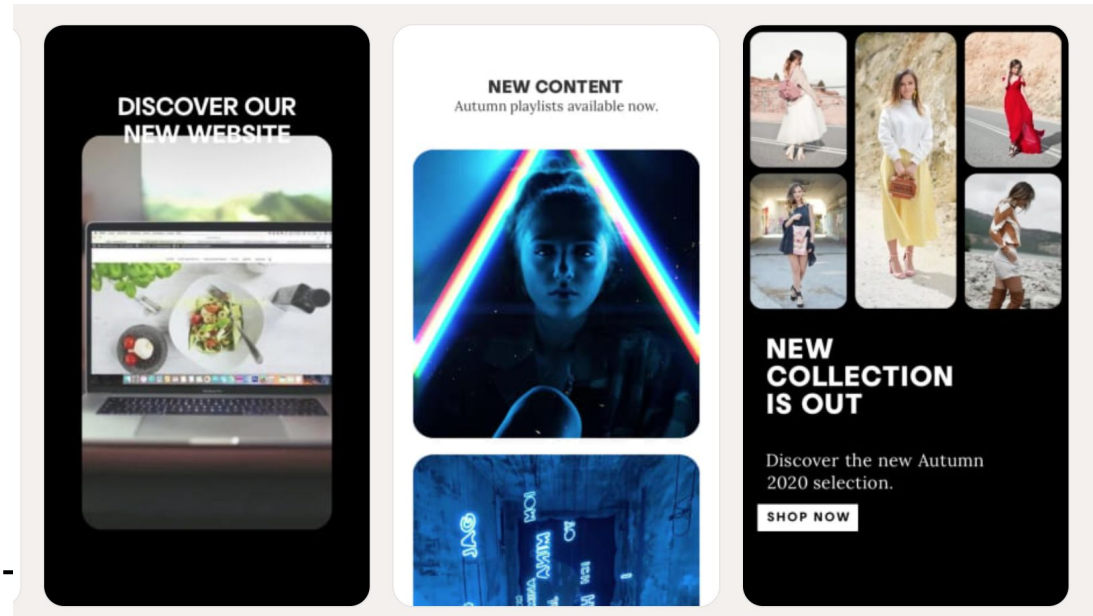 DISCOVER OUR
NEW WEBSITE
NEW CONTENT
Autumn playlists available now.
JAG
NEW
COLLECTION
IS OUT
Discover the new Autumn
2020 selection.
SHOP NOW